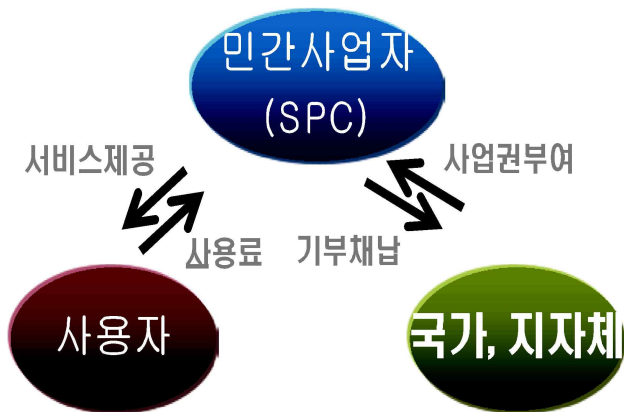 민간사업자
(SPC)
서비스제공
사업권부여
사용료
기부채납
사용자
국가, 지자체